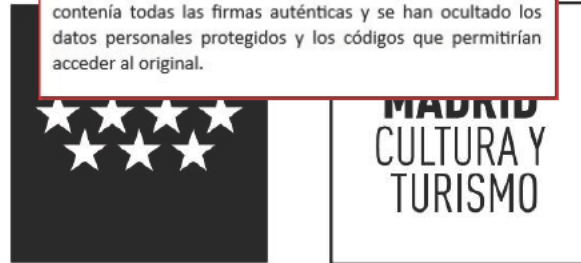 contenía todas las firmas auténticas y se han ocultado los
datos personales protegidos y los códigos que permitirían
acceder al original.
MADRID
CULTURA Y
TURISMO